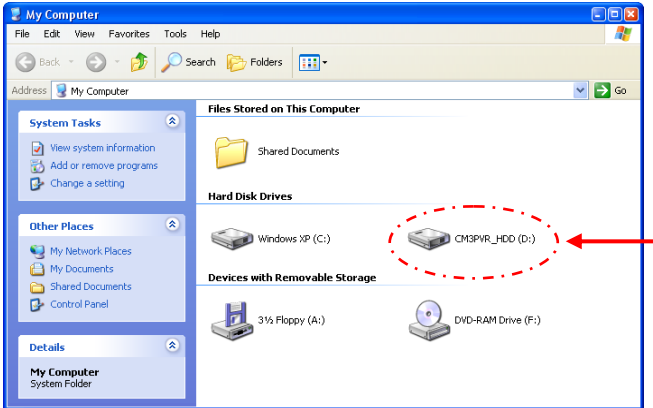 My Computer
File Edit View Favorites Tools Help
Back Search Folders
Address My Computer Go
System Tasks
View system information
Add or remove programs
Change a setting
Other Places
My Network Places
My Documents
Shared Documents
Control Panel
Details
My Computer
System Folder
Files Stored on This Computer
Shared Documents
Hard Disk Drives
Windows XP (C:)
CM3PVR_HDD (D:)
Devices with Removable Storage
3½ Floppy (A:)
DVD-RAM Drive (F:)